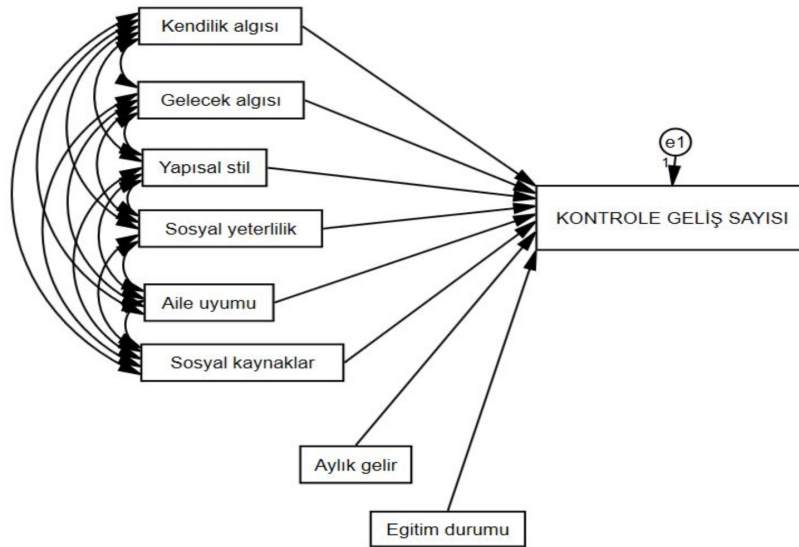 Kendilik algısı
Gelecek algısı
Yapısal stil
Sosyal yeterlilik
Aile uyumu
Sosyal kaynaklar
Aylık gelir
Egitim durumu
e1
1
KONTROLE GELİŞ SAYISI